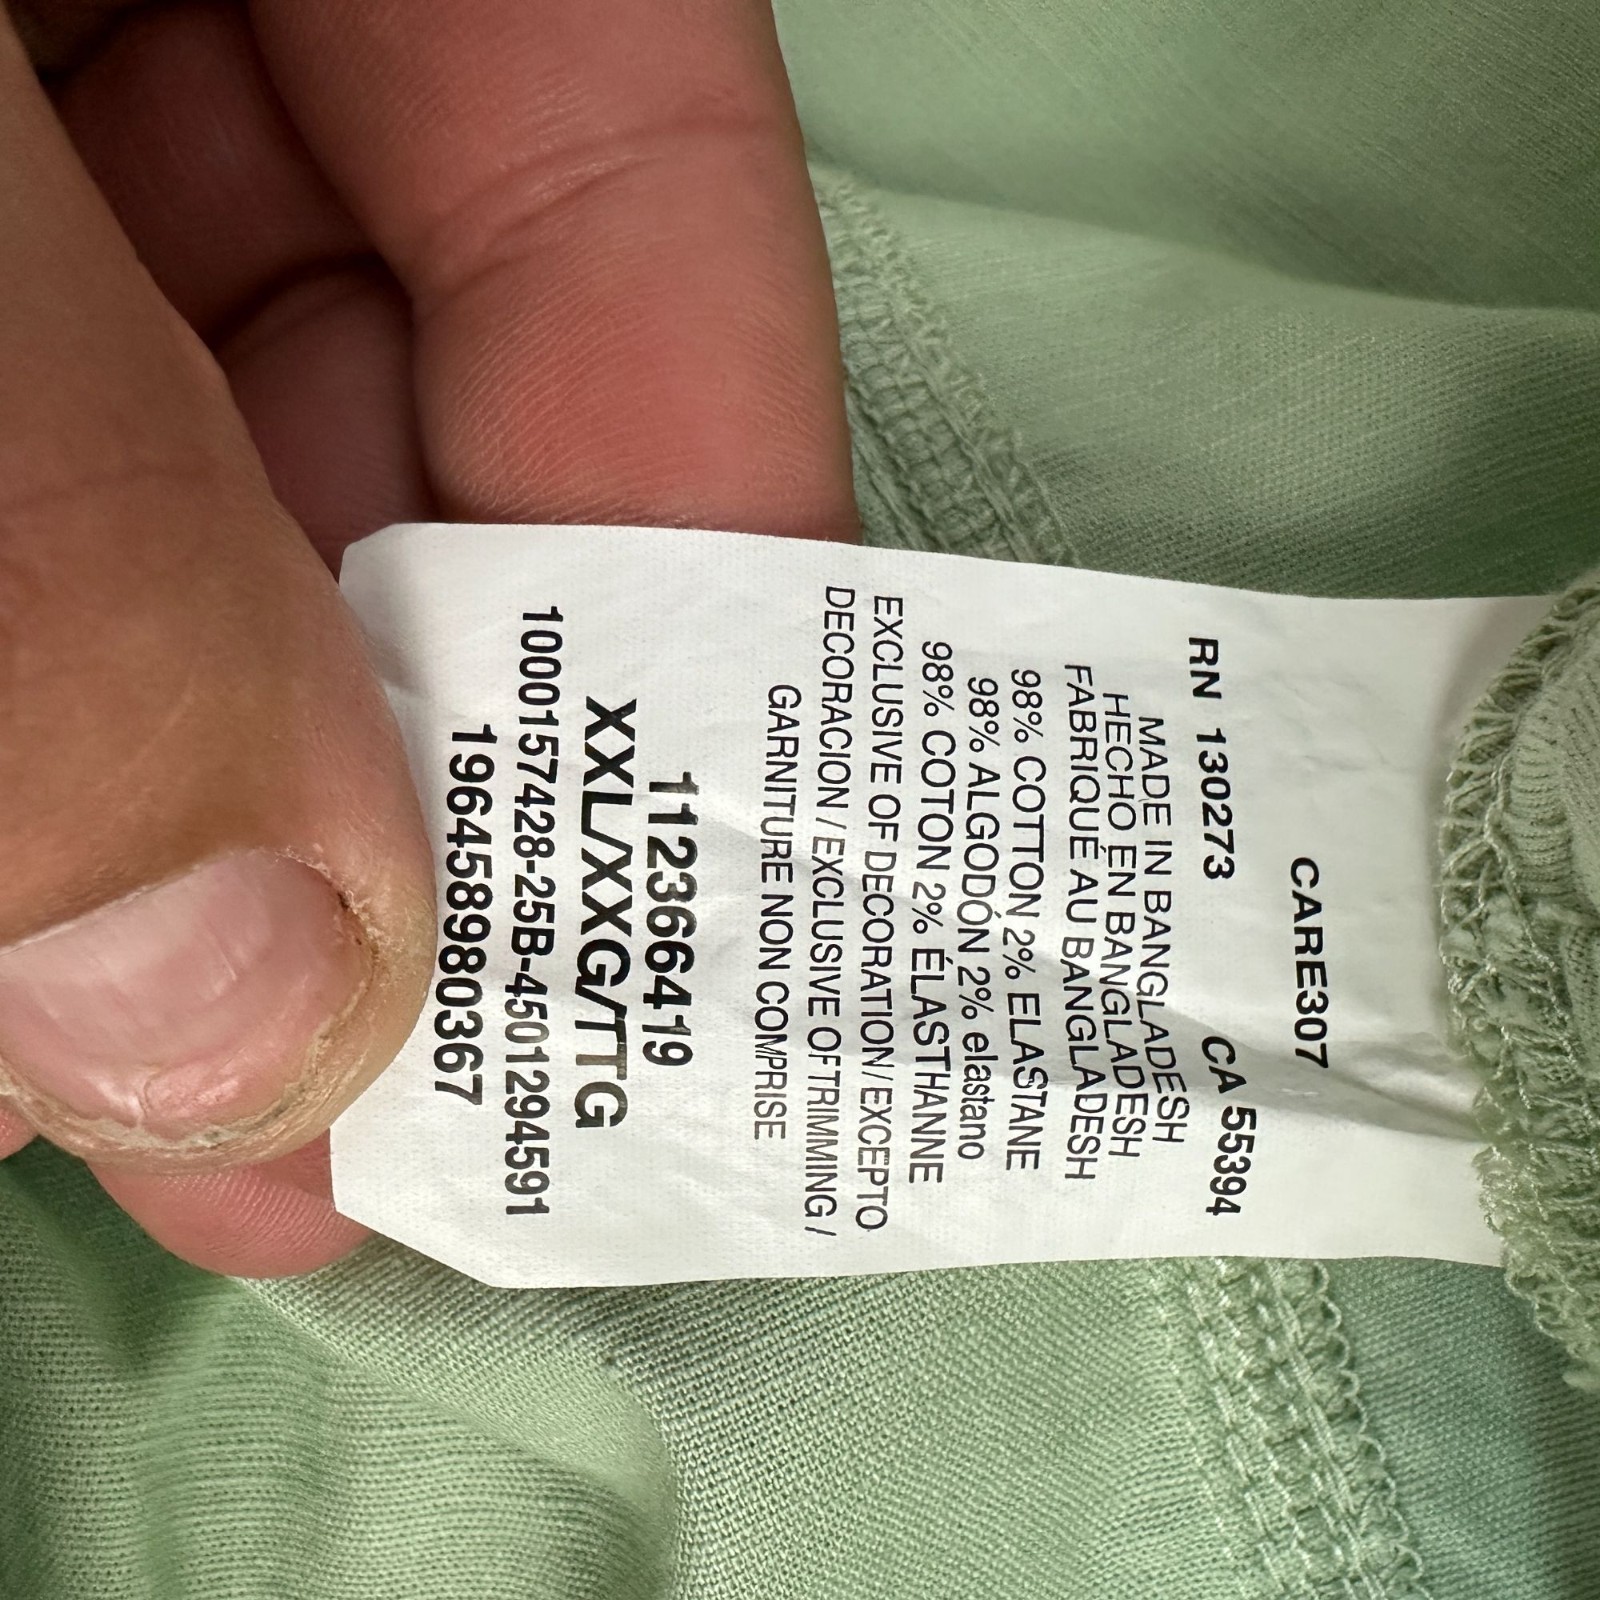 CARE307
RN 130273 CA 55394
MADE IN BANGLADESH
HECHO EN BANGLADESH
FABRIQUÉ AU BANGLADESH
98% COTTON 2% ELASTANE
98% ALGODÓN 2% elastano
98% COTON 2% ÉLASTHANNE
EXCLUSIVE OF DECORATION/EXCEPTO
DECORACION / EXCLUSIVE OF TRIMMING /
GARNITURE NON COMPRISE
112366419
XXL/XXG/TTG
1000157428-25B-4501294591
196458980367